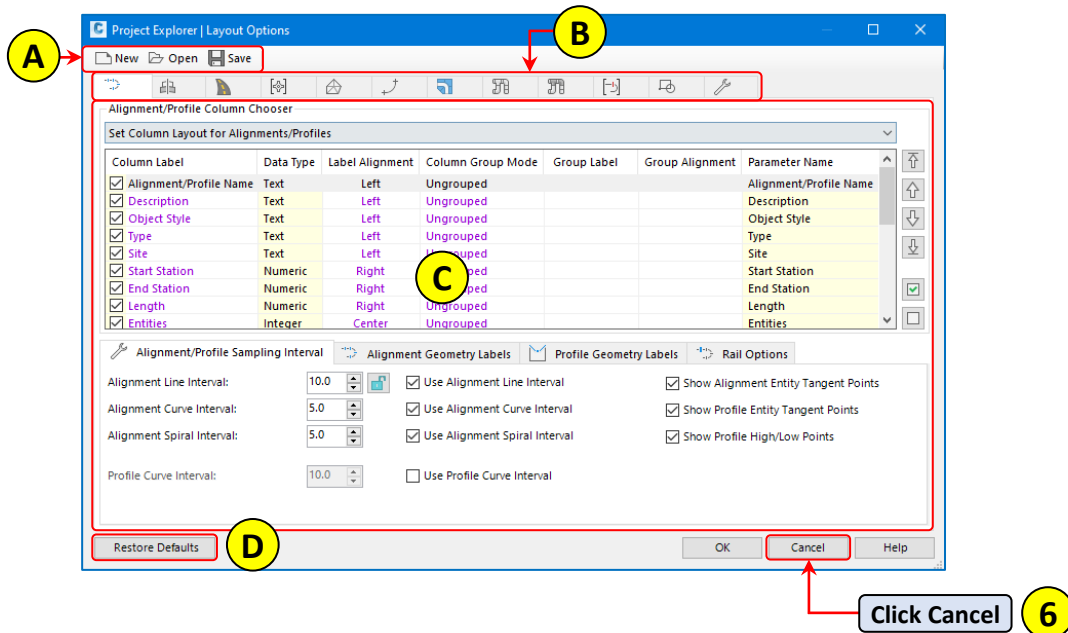 C Project Explorer | Layout Options
B
A
New Open Save
Alignment/Profile Column Chooser
Set Column Layout for Alignments/Profiles
Column Label Data Type Label Alignment Column Group Mode Group Label Group Alignment Parameter Name
Alignment/Profile Name Text Left Ungrouped Alignment/Profile Name
Description Text Left Ungrouped Description
Object Style Text Left Ungrouped Object Style
Type Text Left Ungrouped Type
Site Text Left Site
Start Station Numeric Right Start Station
C
End Station Numeric Right End Station
Length Numeric Right Ungrouped Length
Entities Integer Center Ungrouped Entities
Alignment/Profile Sampling Interval Alignment Geometry Labels Profile Geometry Labels Rail Options
Alignment Line Interval: 10.0 Use Alignment Line Interval Show Alignment Entity Tangent Points
Alignment Curve Interval: 5.0 Use Alignment Curve Interval Show Profile Entity Tangent Points
Alignment Spiral Interval: 5.0 Use Alignment Spiral Interval Show Profile High/Low Points
Profile Curve Interval: 10.0 Use Profile Curve Interval
Restore Defaults D OK Cancel Help
Click Cancel 6